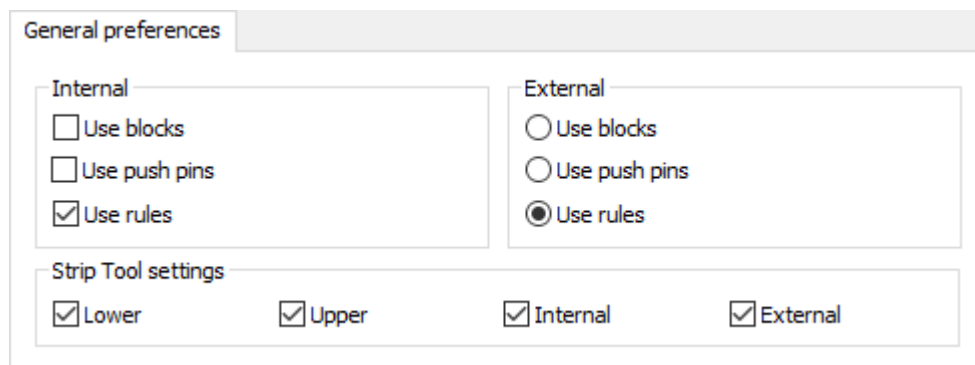 General preferences
Internal
Use blocks
Use push pins
Use rules
External
Use blocks
Use push pins
Use rules
Strip Tool settings
Lower Upper Internal External